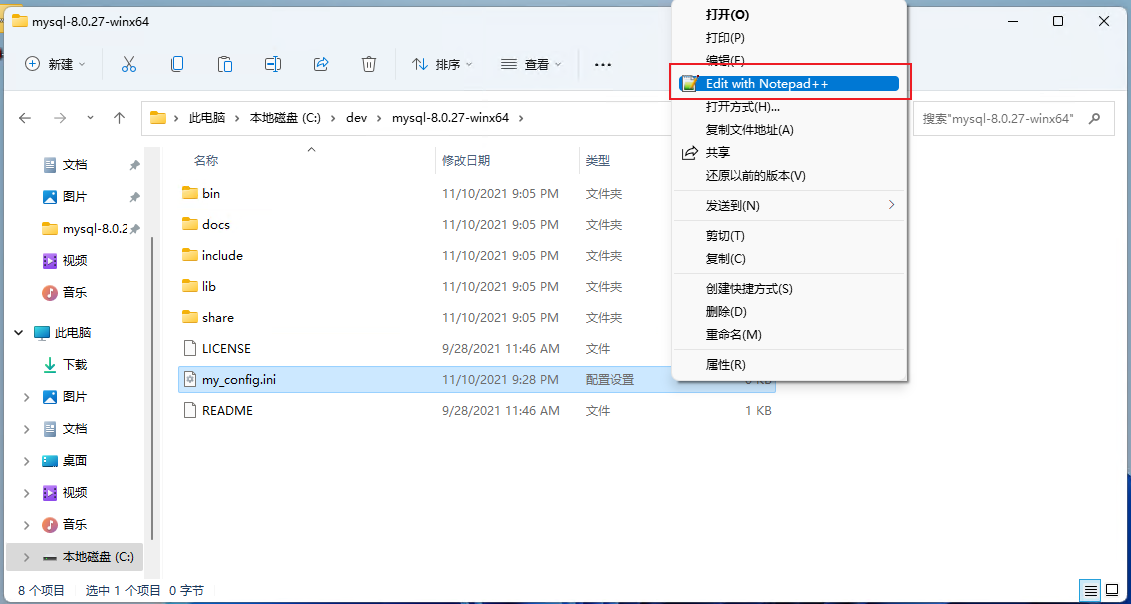 mysql-8.0.27-winx64
新建
排序
查看
此电脑 本地磁盘 (C:) dev mysql-8.0.27-winx64
搜索"mysql-8.0.27-winx64"
打开(O)
打印(P)
编辑(E)
Edit with Notepad++
打开方式(H)...
复制文件地址(A)
共享
还原以前的版本(V)
发送到(N)
剪切(T)
复制(C)
创建快捷方式(S)
删除(D)
重命名(M)
属性(R)
文档
图片
mysql-8.0.2
视频
音乐
此电脑
下载
图片
文档
桌面
视频
音乐
本地磁盘 (C:)
名称 修改日期 类型
bin 11/10/2021 9:05 PM 文件夹
docs 11/10/2021 9:05 PM 文件夹
include 11/10/2021 9:05 PM 文件夹
lib 11/10/2021 9:05 PM 文件夹
share 11/10/2021 9:05 PM 文件夹
LICENSE 9/28/2021 11:46 AM 文件
my_config.ini 11/10/2021 9:28 PM 配置设置 0 KB
README 9/28/2021 11:46 AM 文件 1 KB
8 个项目 选中 1 个项目 0 字节